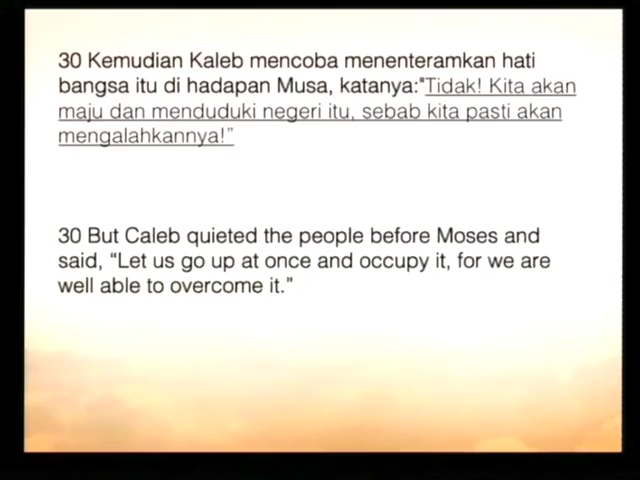 30 Kemudian Kaleb mencoba menenteramkan hati
bangsa itu di hadapan Musa, katanya:"Tidak! Kita akan
maju dan menduduki negeri itu, sebab kita pasti akan
mengalahkannya!”
30 But Caleb quieted the people before Moses and
said, “Let us go up at once and occupy it, for we are
well able to overcome it.”